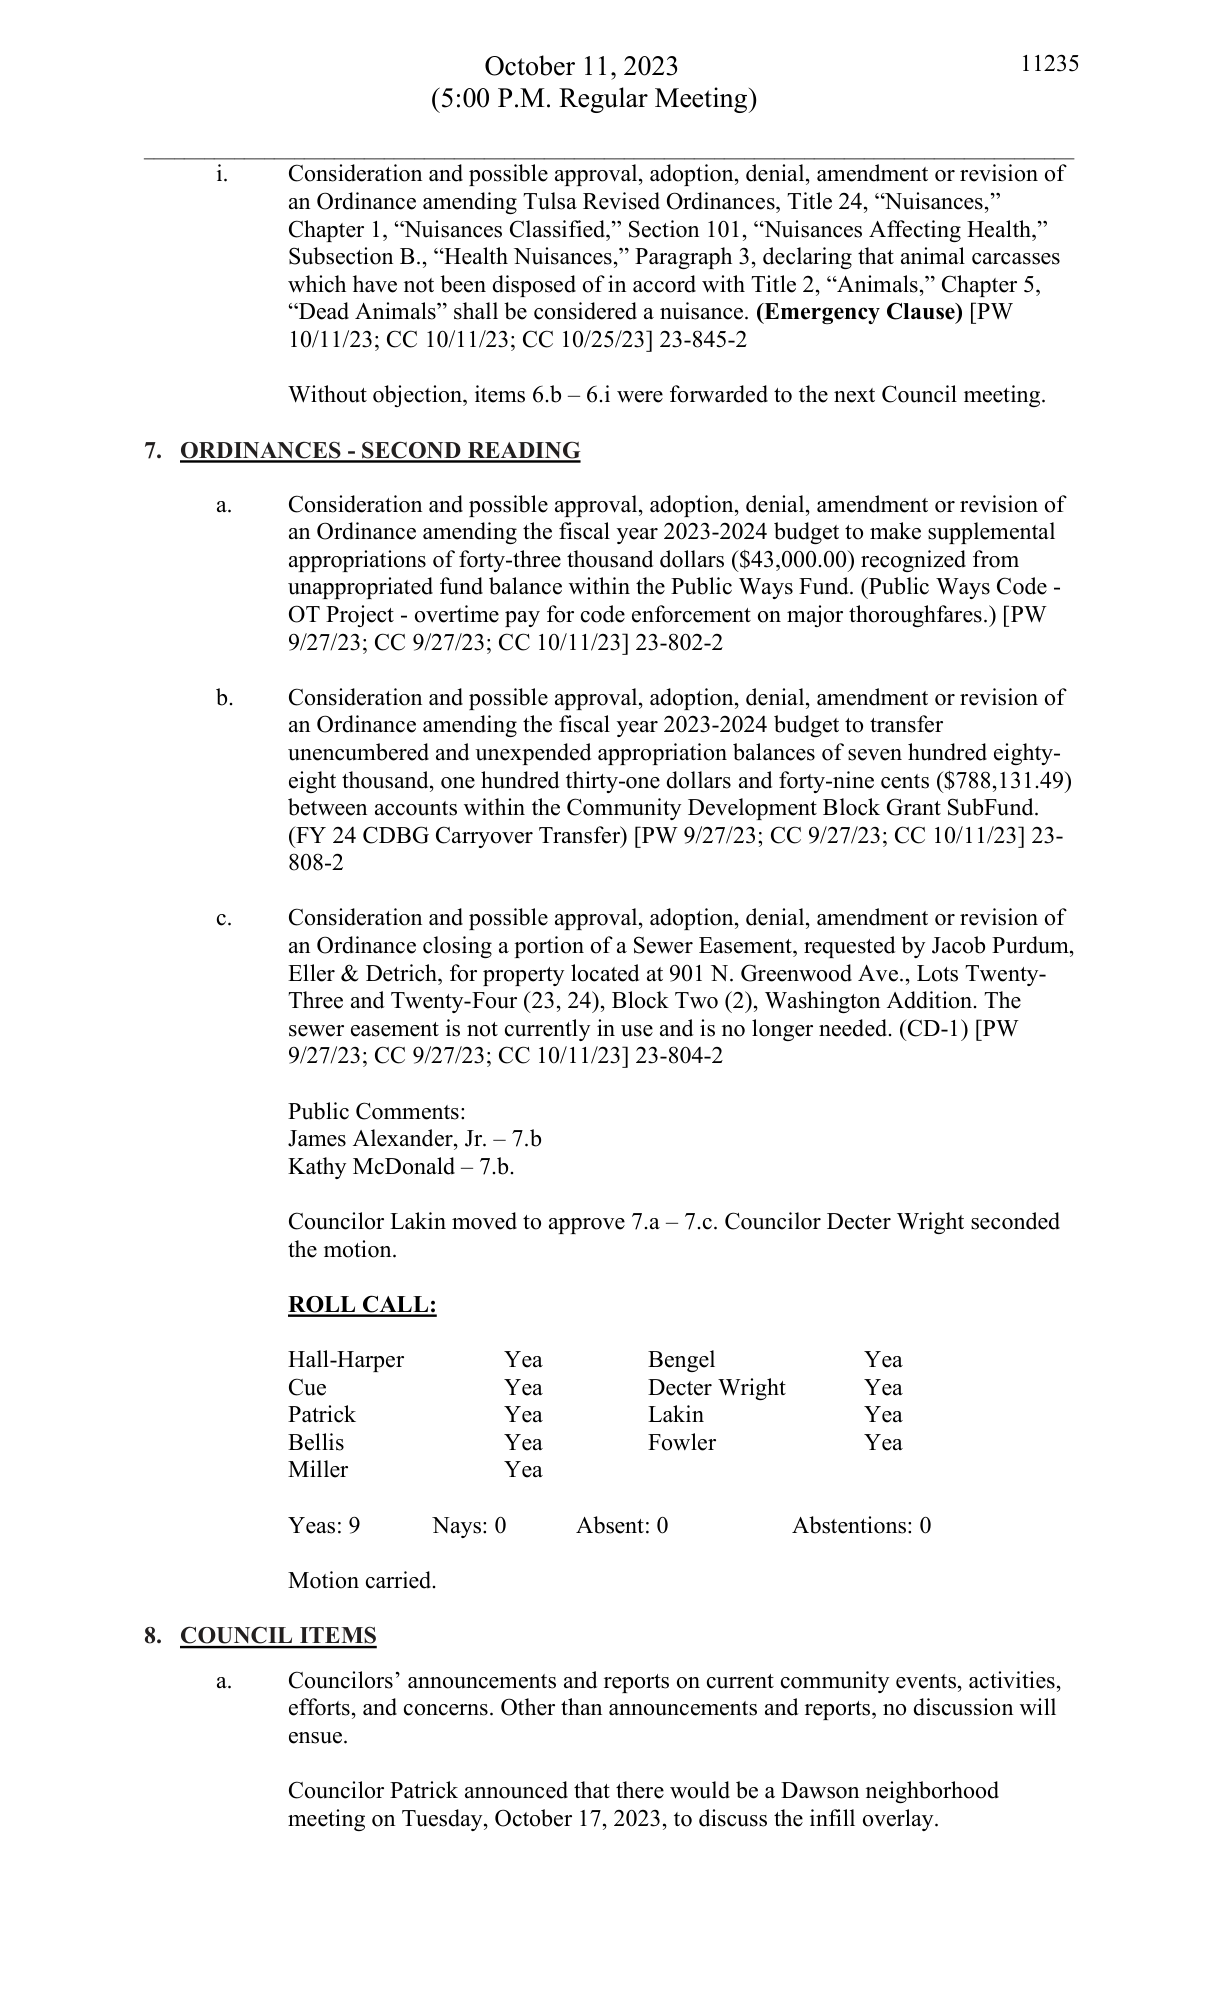 October 11, 2023
11235
(5:00 P.M. Regular Meeting)
i. Consideration and possible approval, adoption, denial, amendment or revision of
an Ordinance amending Tulsa Revised Ordinances, Title 24, “Nuisances,”
Chapter 1, “Nuisances Classified,” Section 101, “Nuisances Affecting Health,”
Subsection B., “Health Nuisances,” Paragraph 3, declaring that animal carcasses
which have not been disposed of in accord with Title 2, “Animals,” Chapter 5,
“Dead Animals” shall be considered a nuisance. (Emergency Clause) [PW
10/11/23; CC 10/11/23; CC 10/25/23] 23-845-2
Without objection, items 6.b – 6.i were forwarded to the next Council meeting.
7. ORDINANCES - SECOND READING
a. Consideration and possible approval, adoption, denial, amendment or revision of
an Ordinance amending the fiscal year 2023-2024 budget to make supplemental
appropriations of forty-three thousand dollars ($43,000.00) recognized from
unappropriated fund balance within the Public Ways Fund. (Public Ways Code -
OT Project - overtime pay for code enforcement on major thoroughfares.) [PW
9/27/23; CC 9/27/23; CC 10/11/23] 23-802-2
b. Consideration and possible approval, adoption, denial, amendment or revision of
an Ordinance amending the fiscal year 2023-2024 budget to transfer
unencumbered and unexpended appropriation balances of seven hundred eighty-
eight thousand, one hundred thirty-one dollars and forty-nine cents ($788,131.49)
between accounts within the Community Development Block Grant SubFund.
(FY 24 CDBG Carryover Transfer) [PW 9/27/23; CC 9/27/23; CC 10/11/23] 23-
808-2
c. Consideration and possible approval, adoption, denial, amendment or revision of
an Ordinance closing a portion of a Sewer Easement, requested by Jacob Purdum,
Eller & Detrich, for property located at 901 N. Greenwood Ave., Lots Twenty-
Three and Twenty-Four (23, 24), Block Two (2), Washington Addition. The
sewer easement is not currently in use and is no longer needed. (CD-1) [PW
9/27/23; CC 9/27/23; CC 10/11/23] 23-804-2
Public Comments:
James Alexander, Jr. – 7.b
Kathy McDonald – 7.b.
Councilor Lakin moved to approve 7.a – 7.c. Councilor Decter Wright seconded
the motion.
ROLL CALL:
Hall-Harper Yea Bengel Yea
Cue Yea Decter Wright Yea
Patrick Yea Lakin Yea
Bellis Yea Fowler Yea
Miller Yea
Yeas: 9 Nays: 0 Absent: 0 Abstentions: 0
Motion carried.
8. COUNCIL ITEMS
a. Councilors’ announcements and reports on current community events, activities,
efforts, and concerns. Other than announcements and reports, no discussion will
ensue.
Councilor Patrick announced that there would be a Dawson neighborhood
meeting on Tuesday, October 17, 2023, to discuss the infill overlay.